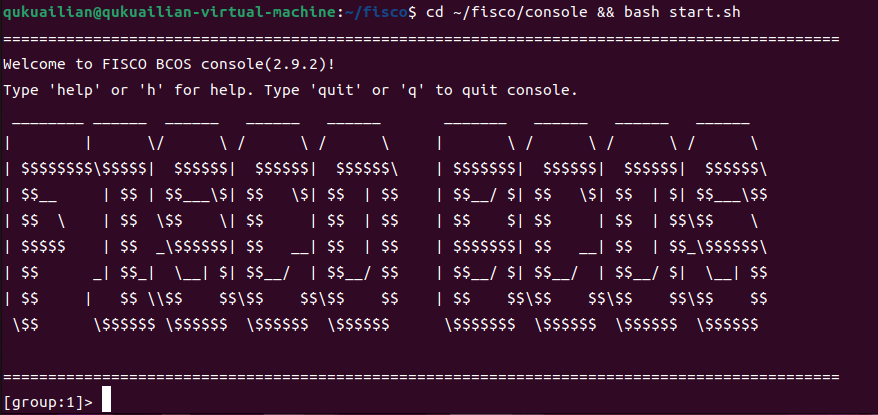 qukuailian@qukuailian-virtual-machine:~/fisco$ cd ~/fisco/console && bash start.sh
=============================================================================================
Welcome to FISCO BCOS console(2.9.2)!
Type 'help' or 'h' for help. Type 'quit' or 'q' to quit console.
 ________ ______  ______   ______   ______       _______   ______   ______   ______
|        |      \/      \ /      \ /      \     |       \ /      \ /      \ /      \
| $$$$$$$$\$$$$$|  $$$$$$|  $$$$$$|  $$$$$$\    | $$$$$$$|  $$$$$$|  $$$$$$|  $$$$$$\
| $$__     | $$ | $$___\$| $$   \$| $$  | $$    | $$__/ $| $$   \$| $$  | $| $$___\$$
| $$  \    | $$  \$$    \| $$     | $$  | $$    | $$    $| $$     | $$  | $$\$$    \
| $$$$$    | $$  _\$$$$$$| $$   __| $$  | $$    | $$$$$$$| $$   __| $$  | $$_\$$$$$$\
| $$      _| $$_|  \__| $| $$__/  | $$__/ $$    | $$__/ $| $$__/  | $$__/ $|  \__| $$
| $$     |   $$ \\$$    $$\$$    $$\$$    $$    | $$    $$\$$    $$\$$    $$\$$    $$
 \$$      \$$$$$$ \$$$$$$  \$$$$$$  \$$$$$$      \$$$$$$$  \$$$$$$  \$$$$$$  \$$$$$$
=============================================================================================
[group:1]>